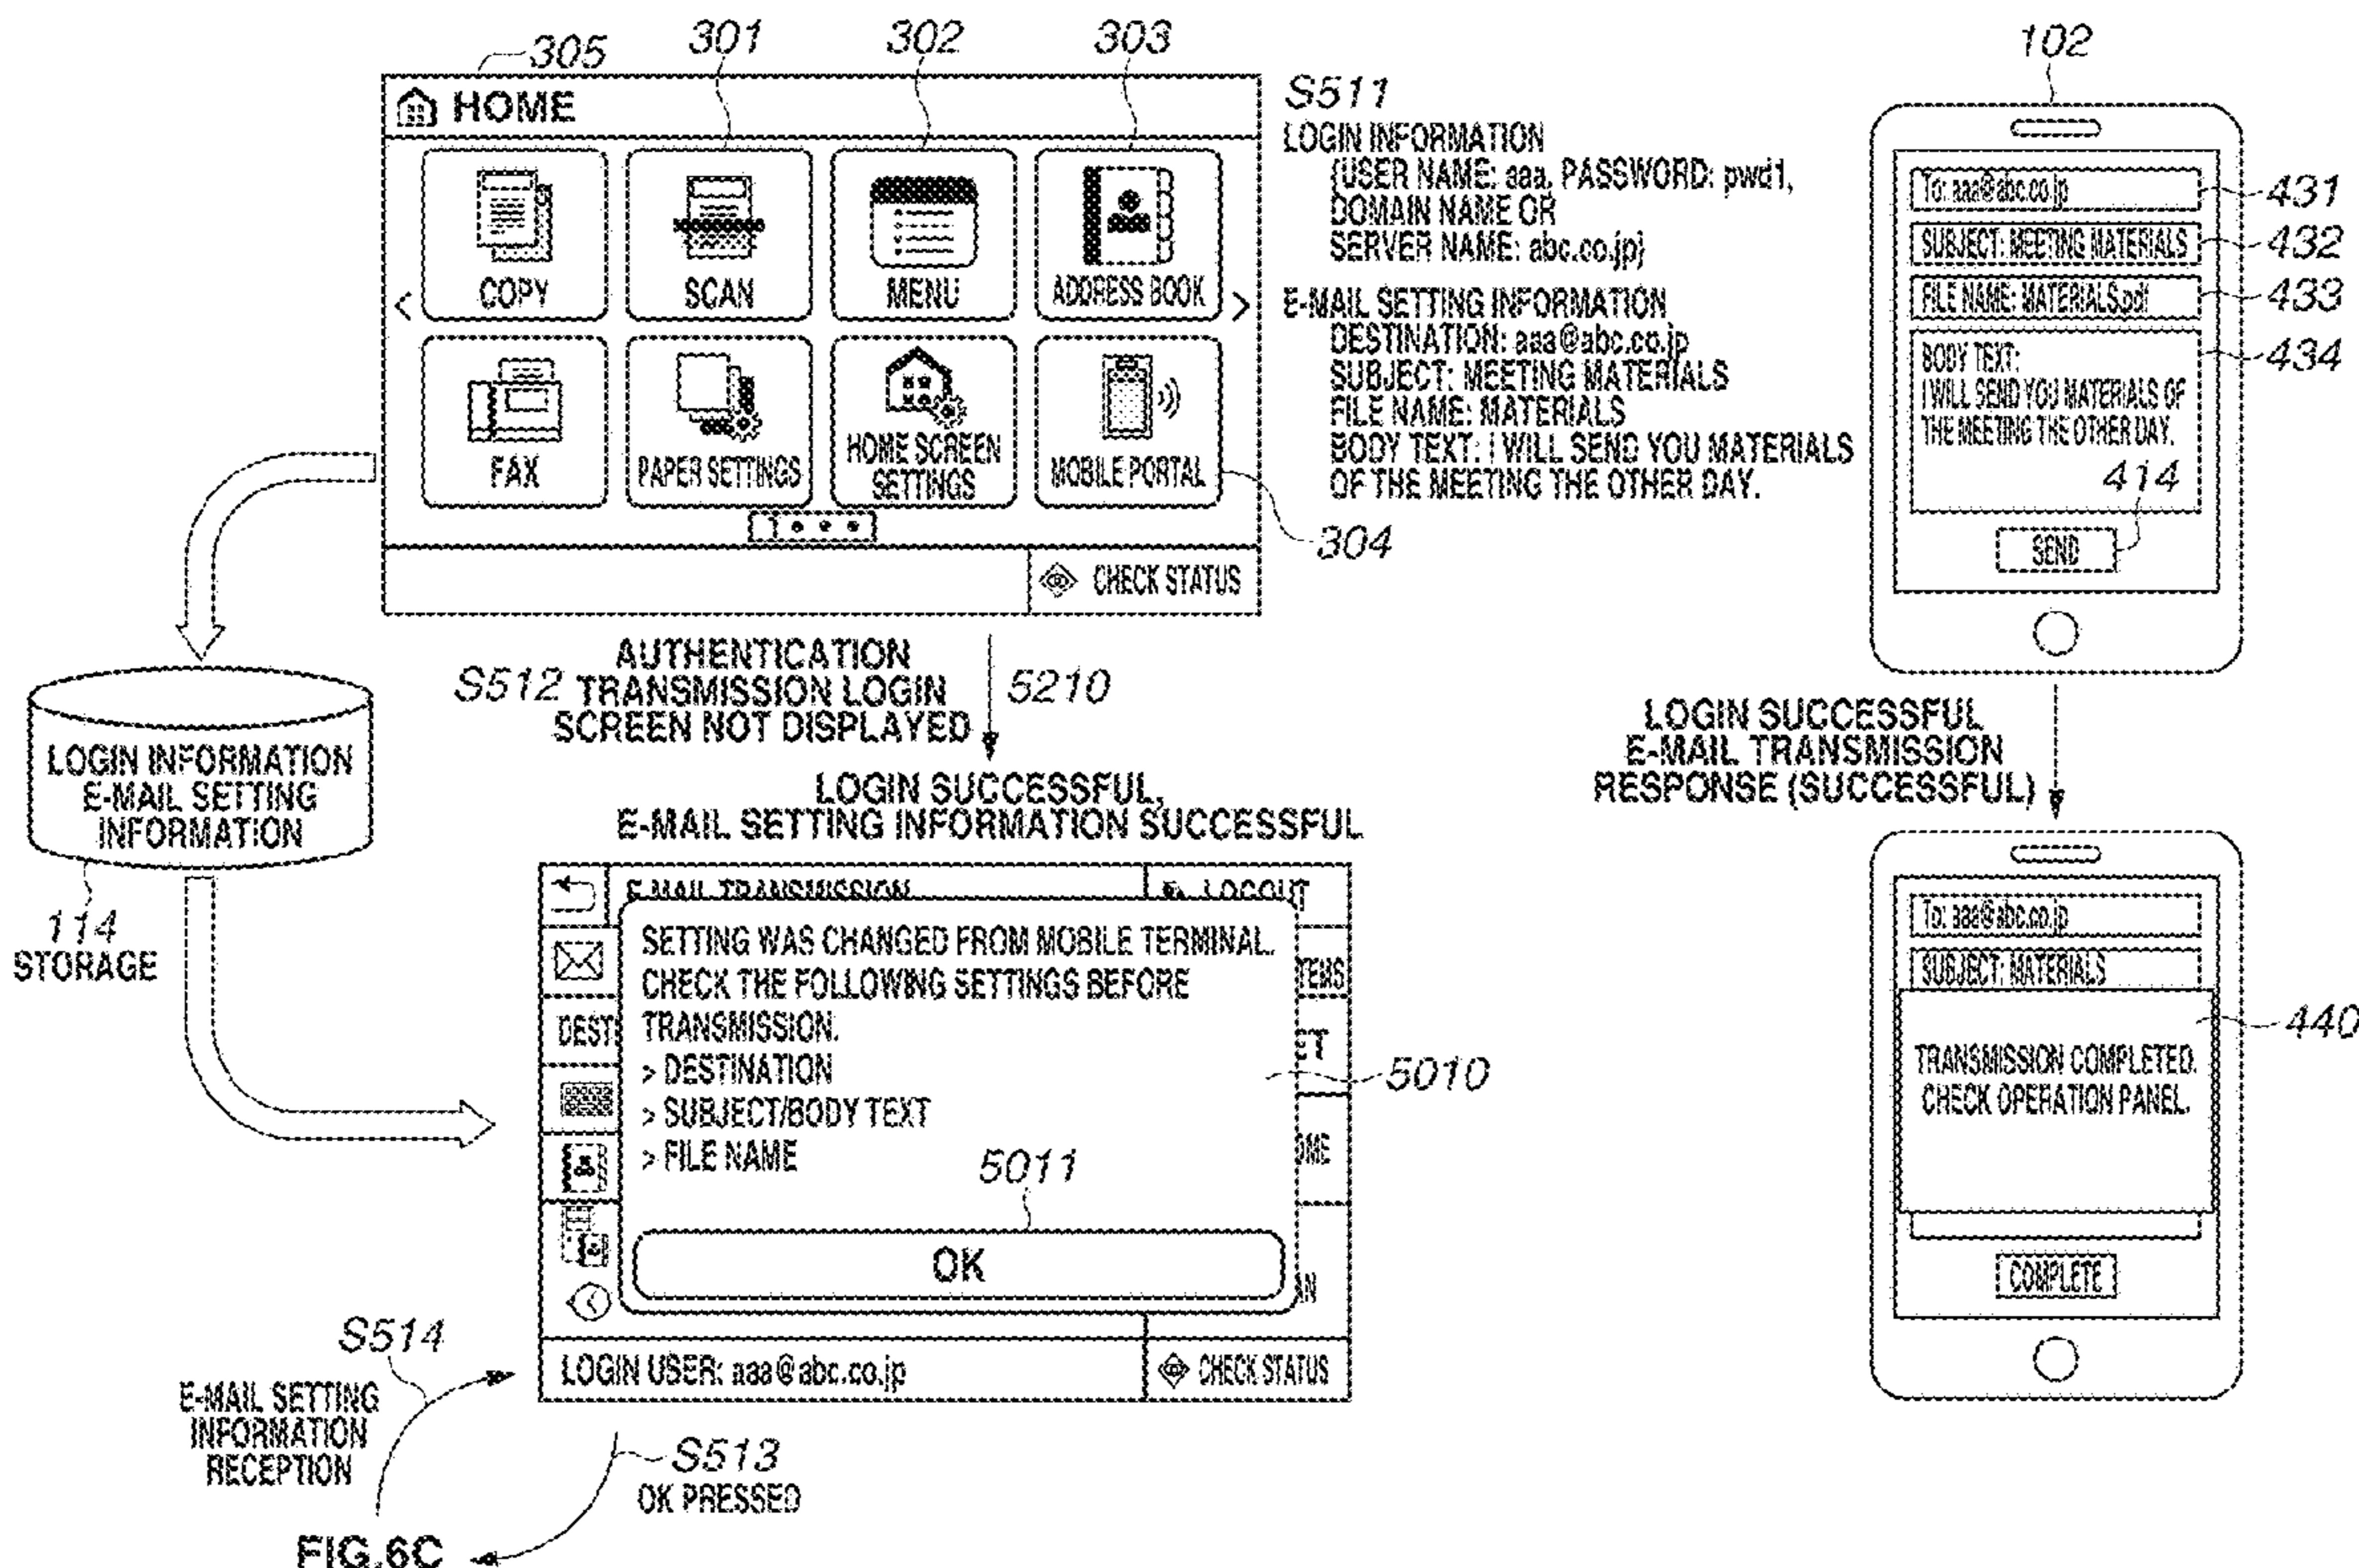 305
301
302
303
HOME
COPY
SCAN
MENU
ADDRESS BOOK
<
>
FAX
PAPER SETTINGS
HOME SCREEN
SETTINGS
MOBILE PORTAL
304
1
CHECK STATUS
S511
LOGIN INFORMATION
(USER NAME: aaa, PASSWORD: pwd1,
DOMAIN NAME OR
SERVER NAME: abc.co.jp)
E-MAIL SETTING INFORMATION
DESTINATION: aaa@abc.co.jp
SUBJECT: MEETING MATERIALS
FILE NAME: MATERIALS
BODY TEXT: I WILL SEND YOU MATERIALS
OF THE MEETING THE OTHER DAY.
102
To: aaa@abc.co.jp
431
SUBJECT: MEETING MATERIALS
432
FILE NAME: MATERIALS.pdf
433
BODY TEXT:
I WILL SEND YOU MATERIALS OF
THE MEETING THE OTHER DAY.
434
414
SEND
S512
AUTHENTICATION
TRANSMISSION LOGIN
SCREEN NOT DISPLAYED
5210
LOGIN SUCCESSFUL,
E-MAIL SETTING INFORMATION SUCCESSFUL
LOGIN SUCCESSFUL
E-MAIL TRANSMISSION
RESPONSE (SUCCESSFUL)
LOGIN INFORMATION
E-MAIL SETTING
INFORMATION
114
STORAGE
E-MAIL TRANSMISSION
LOGOUT
SETTING WAS CHANGED FROM MOBILE TERMINAL.
CHECK THE FOLLOWING SETTINGS BEFORE
TRANSMISSION.
> DESTINATION
> SUBJECT/BODY TEXT
> FILE NAME
DEST
TEMS
ET
OME
AN
5010
5011
OK
LOGIN USER: aaa@abc.co.jp
CHECK STATUS
To: aaa@abc.co.jp
SUBJECT: MATERIALS
TRANSMISSION COMPLETED.
CHECK OPERATION PANEL.
440
COMPLETE
S514
E-MAIL SETTING
INFORMATION
RECEPTION
S513
OK PRESSED
FIG.6C